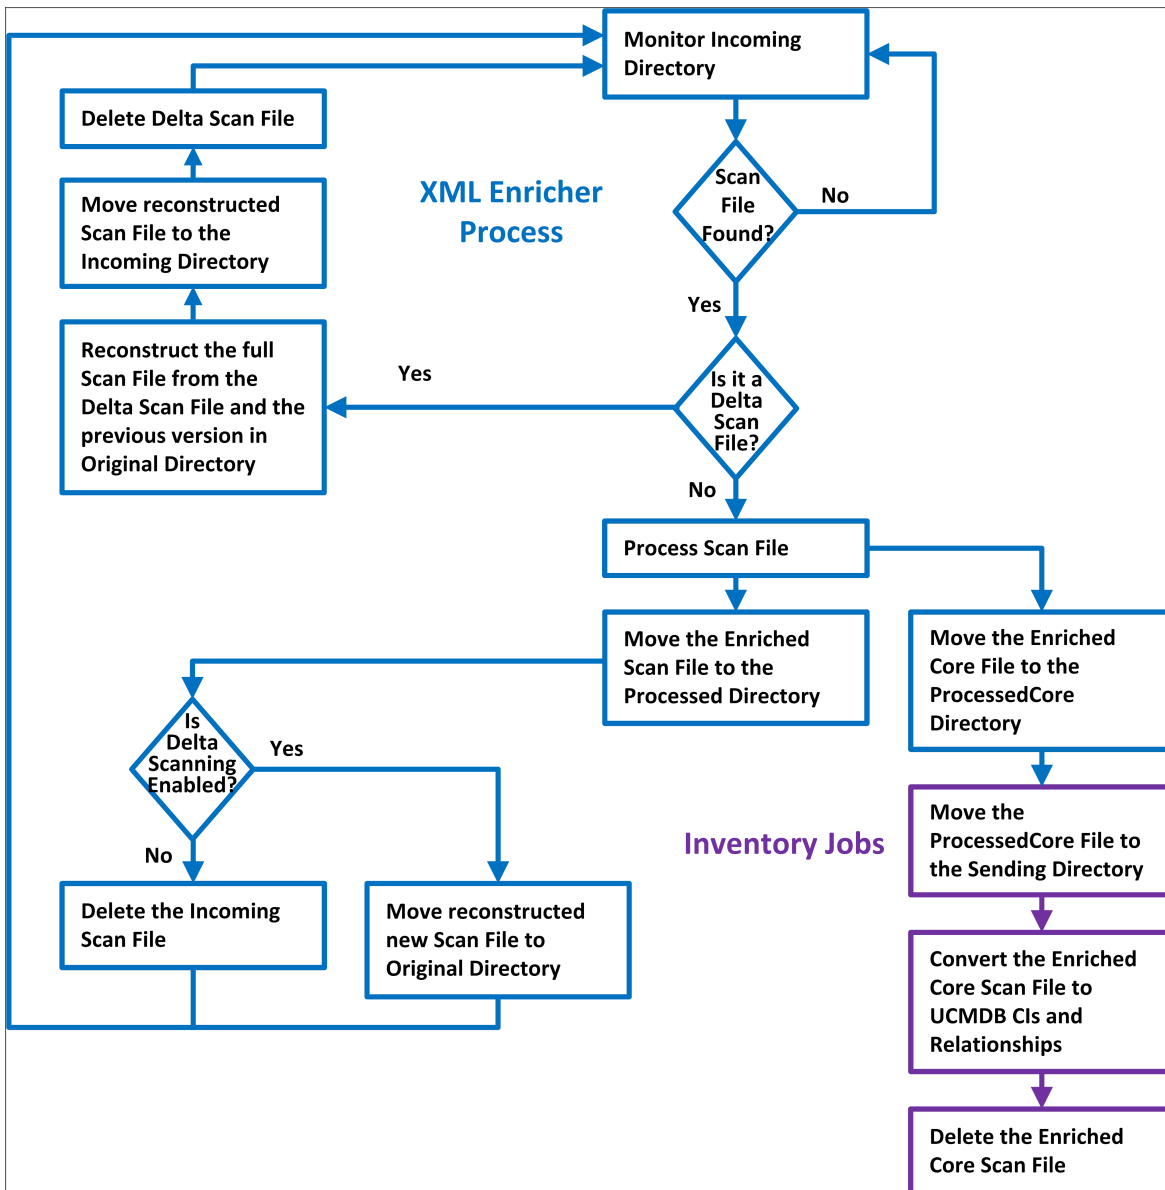 Monitor Incoming
Directory
Delete Delta Scan File
Scan
File
Found?
No
XML Enricher
Process
Move reconstructed
Scan File to the
Incoming Directory
Yes
Reconstruct the full
Scan File from the
Delta Scan File and the
previous version in
Original Directory
Yes
Is it a
Delta
Scan
File?
No
Process Scan File
Move the Enriched
Scan File to the
Processed Directory
Move the Enriched
Core File to the
ProcessedCore
Directory
Is
Delta
Scanning
Enabled?
Yes
No
Inventory Jobs
Move the
ProcessedCore File to
the Sending Directory
Delete the Incoming
Scan File
Move reconstructed
new Scan File to
Original Directory
Convert the Enriched
Core Scan File to
UCMDB CIs and
Relationships
Delete the Enriched
Core Scan File